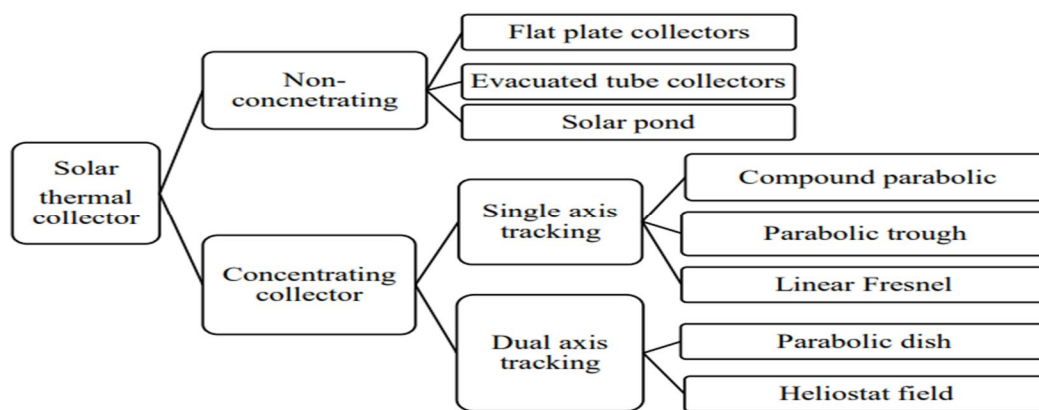 Solar
thermal
collector
Non-
concnetrating
Flat plate collectors
Evacuated tube collectors
Solar pond
Concentrating
collector
Single axis
tracking
Compound parabolic
Parabolic trough
Linear Fresnel
Dual axis
tracking
Parabolic dish
Heliostat field